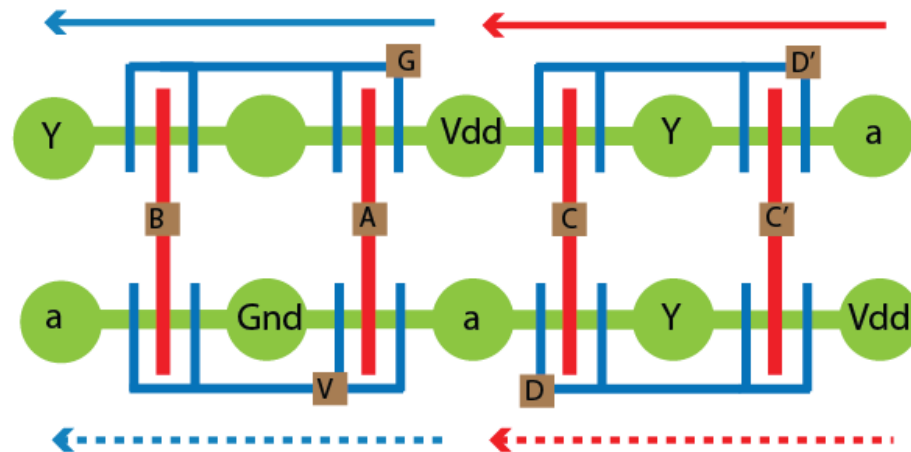 G D’
Y Vdd Y a
B A C C’
a Gnd a Y Vdd
V D